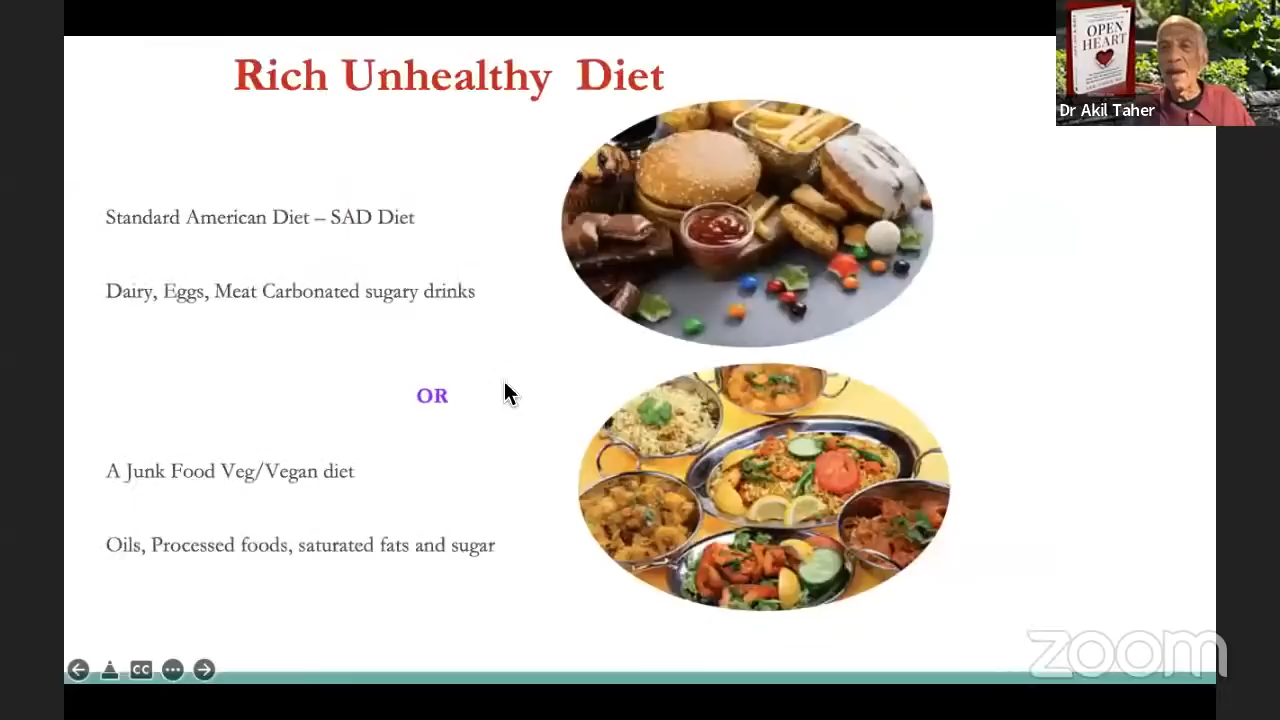 Rich Unhealthy Diet
OPEN
HEART
Dr Akil Taher
Standard American Diet – SAD Diet
Dairy, Eggs, Meat Carbonated sugary drinks
OR
A Junk Food Veg/Vegan diet
Oils, Processed foods, saturated fats and sugar
CC
zoom